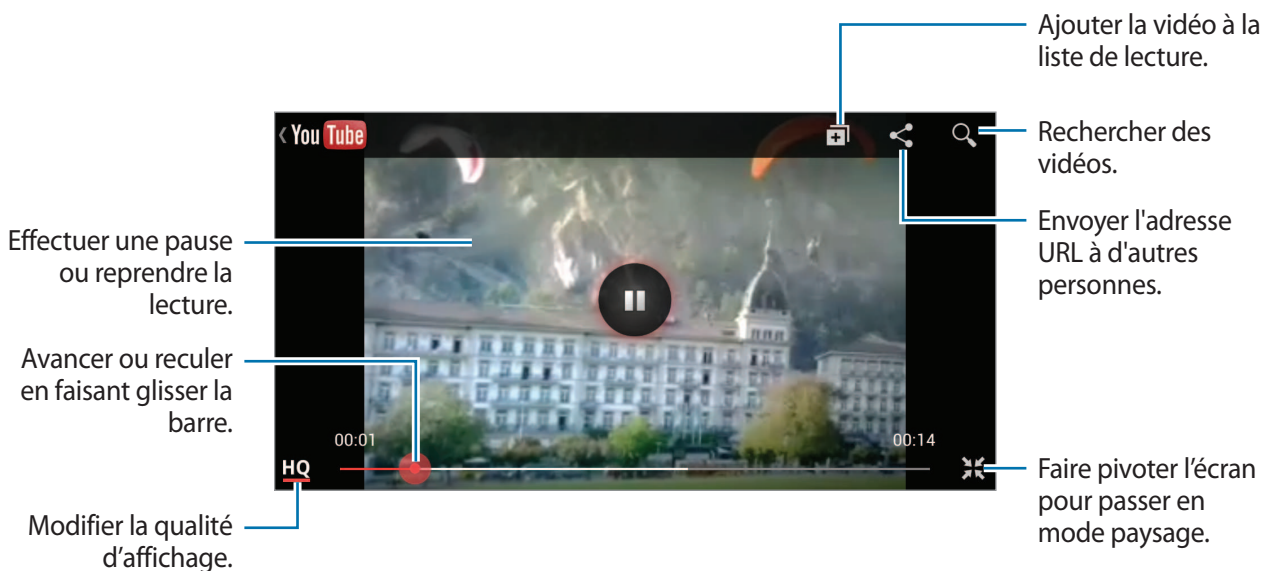 Ajouter la vidéo à la
liste de lecture.
You Tube
Rechercher des
vidéos.
Envoyer l'adresse
URL à d'autres
personnes.
Effectuer une pause
ou reprendre la
lecture.
Avancer ou reculer
en faisant glisser la
barre.
00:01
00:14
HQ
Faire pivoter l’écran
pour passer en
mode paysage.
Modifier la qualité
d’affichage.